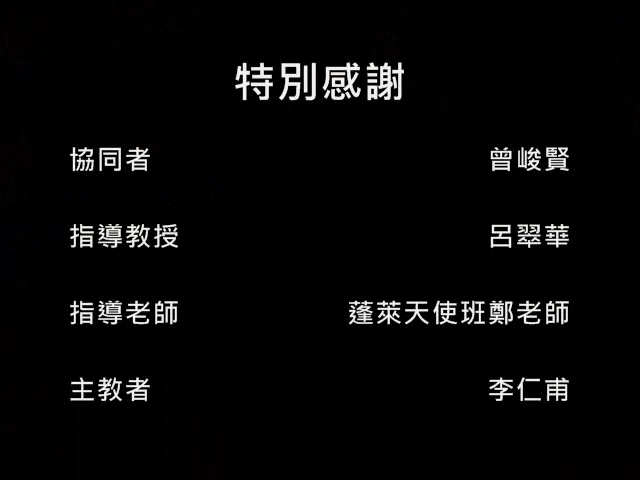 特別感謝
協同者 曾峻賢
指導教授 呂翠華
指導老師 蓬萊天使班鄭老師
主教者 李仁甫